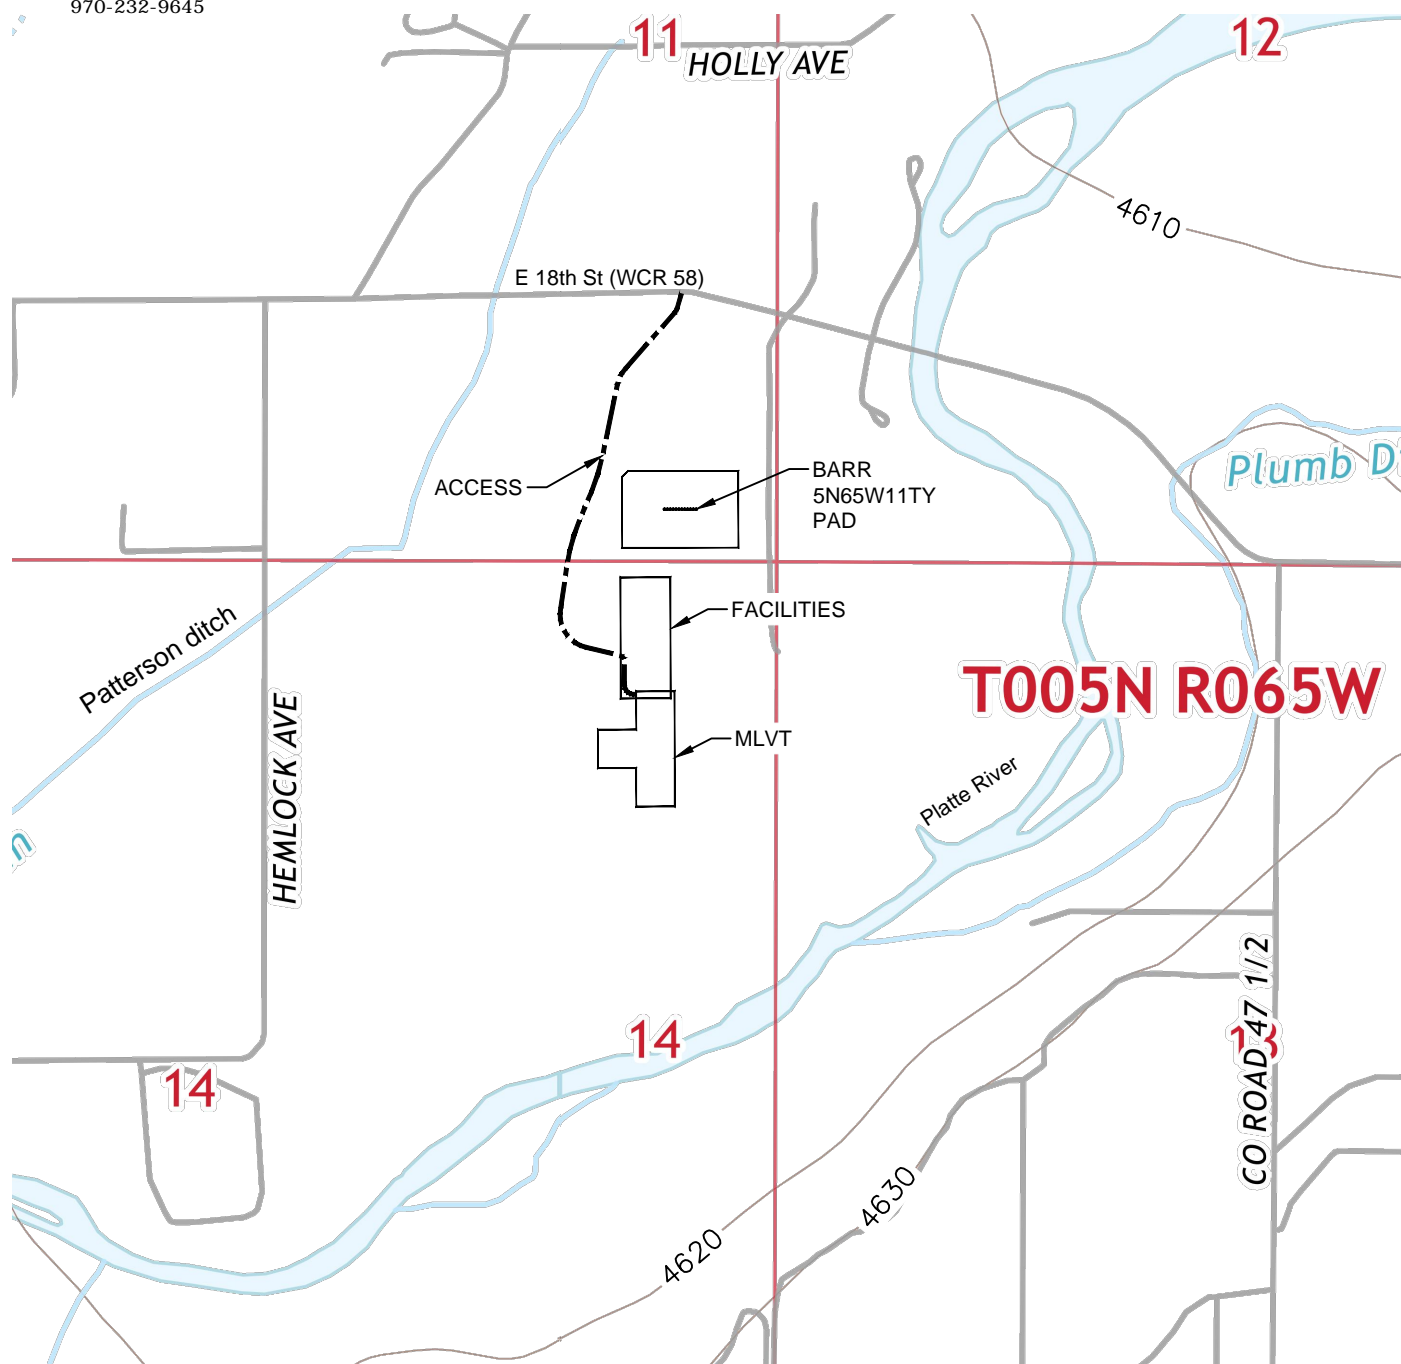 970-232-9645
11
12
HOLLY AVE
4610
E 18th St (WCR 58)
BARR
5N65W11TY
PAD
ACCESS
Plumb D
FACILITIES
Patterson ditch
T005N R065W
HEMLOCK AVE
MLVT
Platte River
n
14
14
13
CO ROAD 47 1/2
4630
4620